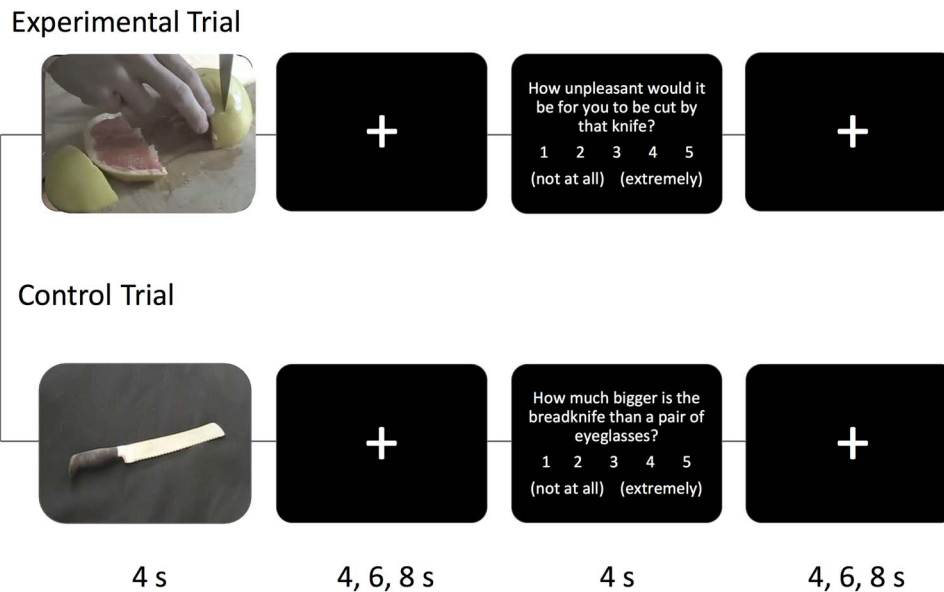 Experimental Trial
How unpleasant would it
be for you to be cut by
that knife?
1 2 3 4 5
(not at all) (extremely)
Control Trial
How much bigger is the
breadknife than a pair of
eyeglasses?
1 2 3 4 5
(not at all) (extremely)
4 s 4, 6, 8 s 4 s 4, 6, 8 s